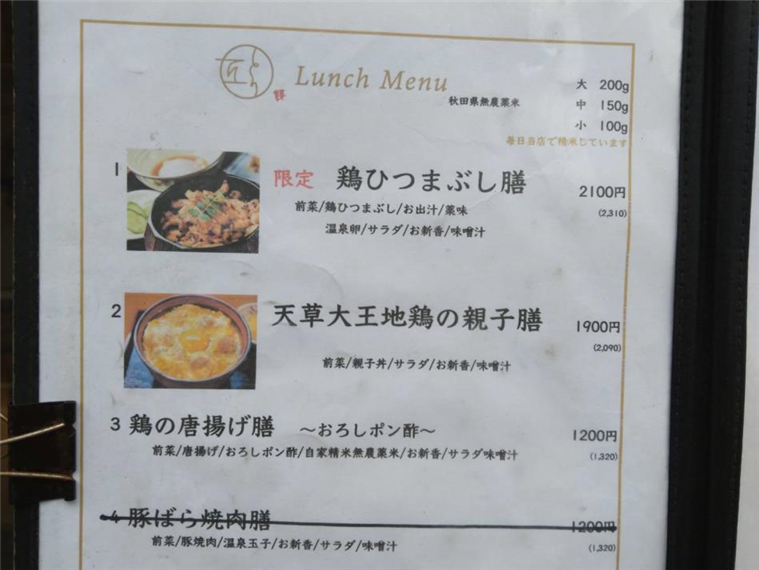 Lunch Menu
秋田県無農薬米
大 200g
中 150g
小 100g
毎日当店で精米しています
1 限定 鶏ひつまぶし膳 2100円
(2,310)
前菜/鶏ひつまぶし/お出汁/薬味
温泉卵/サラダ/お新香/味噌汁
2 天草大王地鶏の親子膳 1900円
(2,090)
前菜/親子丼/サラダ/お新香/味噌汁
3 鶏の唐揚げ膳 〜おろしポン酢〜 1200円
(1,320)
前菜/唐揚げ/おろしポン酢/自家精米無農薬米/お新香/サラダ味噌汁
4 豚ばら焼肉膳 1200円
(1,320)
前菜/豚焼肉/温泉玉子/お新香/サラダ/味噌汁